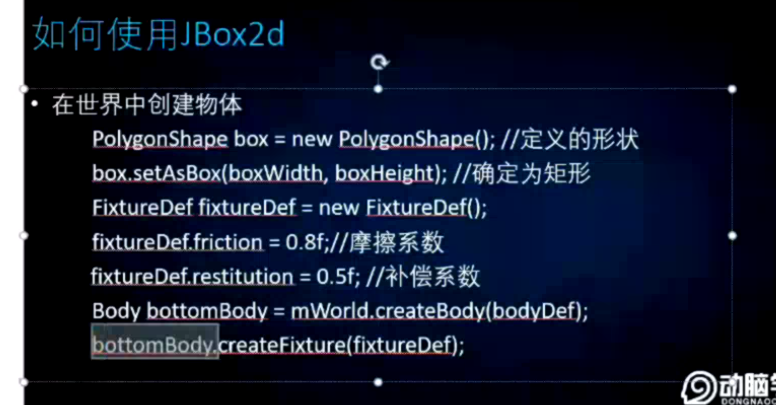 如何使用JBox2d
• 在世界中创建物体
PolygonShape box = new PolygonShape(); //定义的形状
box.setAsBox(boxWidth, boxHeight); //确定为矩形
FixtureDef fixtureDef = new FixtureDef();
fixtureDef.friction = 0.8f;//摩擦系数
fixtureDef.restitution = 0.5f; //补偿系数
Body bottomBody = mWorld.createBody(bodyDef);
bottomBody.createFixture(fixtureDef);
动脑
DONGNAO